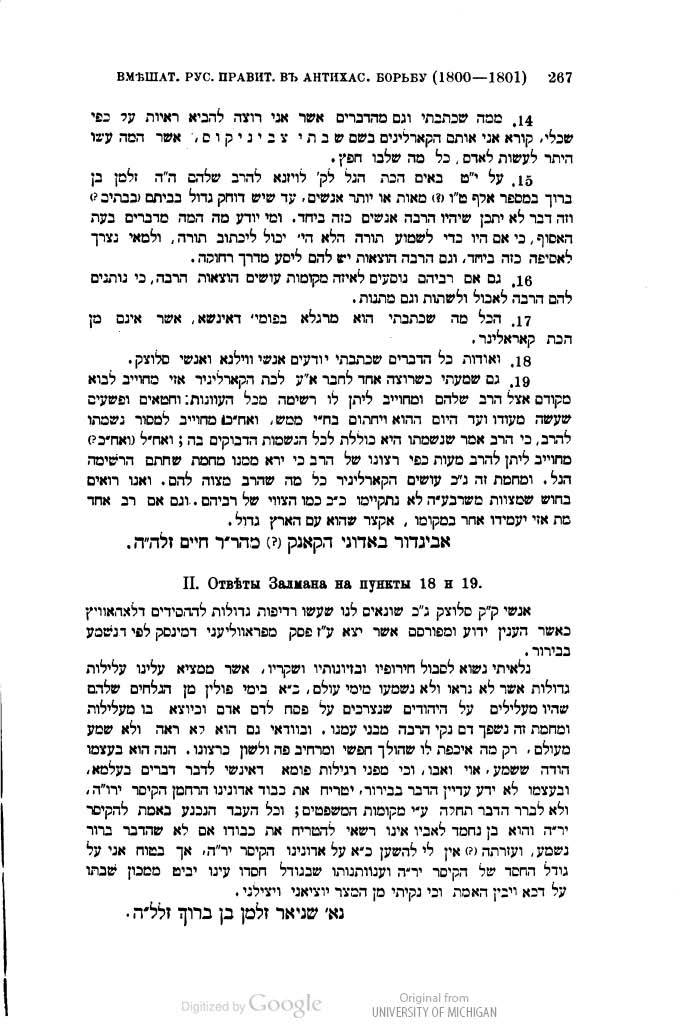 ВМѢШАТ. РУС. ПРАВИТ. ВЪ АНТИХАС. БОРЬБУ (1800—1801) 267
14. ממה שכתבתי וגם מהדברים אשר אני רוצה להביא ראיות על כפי
שכלי, קורא אני אותם הקארלינים בשם ש ב ת י צ ב י נ י ק ו ס, אשר המה עשו
היתר לעשות לאדם, כל מה שלבו חפץ.
15. על י״ט באים הכת הנל לק׳ לויזנא להרב שלהם ה״ה זלמן בן
ברוך במספר אלף ט״ו (?) מאות או יותר אנשים, עד שיש דוחק גדול בביתם (בבתיכ?)
וזה דבר לא יתכן שיהיו הרבה אנשים כזה ביחד. ומי יודע מה המה מדברים בעת
האסוף, כי אם היו כדי לשמוע תורה הלא הי׳ יכול ליכתוב תורה, ולמאי נצרך
לאסיפה כזה ביחד, וגם הרבה הוצאות יש להם ליסע מדרך רחוקה.
16. גם אם רביהם נוסעים לאיזה מקומות עושים הוצאות הרבה, כי נותנים
להם הרבה לאכול ולשתות וגם מתנות.
17. הכל מה שכתבתי הוא מרגלא בפומי׳ דאינשא, אשר אינם מן
הכת קאראלינר.
18. ואודות כל הדברים שכתבתי יודעים אנשי ווילנא ואנשי סלוצק.
19. גם שמעתי כשרוצה אחד לחבר א״ע לכת הקארליניר אזי מחוייב לבוא
מקודם אצל הרב שלהם ומחוייב ליתן לו רשימה מכל העוונות: וחטאים ופשעים
שעשה מעודו ועד היום ההוא ויחתום בח״י ממש, ואח״כ מחוייב למסור נשמתו
להרב, כי הרב אמר שנשמתו היא כוללת לכל הנשמות הדבוקים בה; ואח״ל (ואח״כ?)
מחוייב ליתן להרב מעות כפי רצונו של הרב כי ירא ממנו מחמת שחתם הרשימה
הנל. ומחמת זה ג״כ עושים הקארליניר כל מה שהרב מצוה להם. ואנו רואים
בחוש שמצוות משרבע״ה לא נתקיימו כ״כ כמו הצווי של רביהם.. וגם אם רב אחד
מת אזי יעמידו אחר במקומו, אקצר שהוא עם הארץ גדול.
אבינדור באדוני הקאנק (?) מהר״ר חיים זלה״ה.
II. Отвѣты Залмана на пункты 18 и 19.
אנשי ק״ק סלוצק ג״כ שונאים לנו שעשו רדיפות גדולות לההסידים דלאהאוויץ
כאשר הענין ידוע ומפורסם אשר יצא ע״ז פסק מפראווליעני דמינסק לפי דנשמע
בבירור.
נלאיתי נשוא לסבול חירופיו ובזיונותיו ושקריו, אשר ממציא עלינו עלילות
גדולות אשר לא נראו ולא נשמעו מימי עולם, כ״א בימי פולין מן הגלחים שלהם
שהיו מעלילים על היהודים שנצרכים על פסח לדם אדם וכיוצא בו מעלילות
ומחמת זה נשפך דם נקי הרבה מבני עמנו. ובוודאי גם הוא לא ראה ולא שמע
מעולם, רק מה איכפת לו שהולך חפשי ומרחיב פה ולשון כרצונו. הנה הוא בעצמו
הודה ששמע, אוי ואבו, וכי מפני רגילות פומא דאינשי לדבר דברים בעלמא,
ובעצמו לא ידע עדיין הדבר בבירור, יטריח את כבוד אדונינו הרחמן הקיסר ירו״ה,
ולא לברר הדבר תחלה ע״י מקומות המשפטים; וכל העבד הנכנע באמת להקיסר
יר״ה והוא בן נחמד לאביו אינו רשאי להטריח את כבודו אם לא שהדבר ברור
נשמע, ועזרתה (?) אין לי להשען כ״א על אדונינו הקיסר יר״ה, אך בטוח אני על
גודל החסד של הקיסר יר״ה וענוותנותו שבגודל חסדו עינו יביט ממכון שבתו
על דכא ויבין האמת וכי נקיתי מן המצר יוציאני ויצילני.
נא׳ שניאר זלמן בן ברוך זלל״ה.
Digitized by Google
Original from
UNIVERSITY OF MICHIGAN